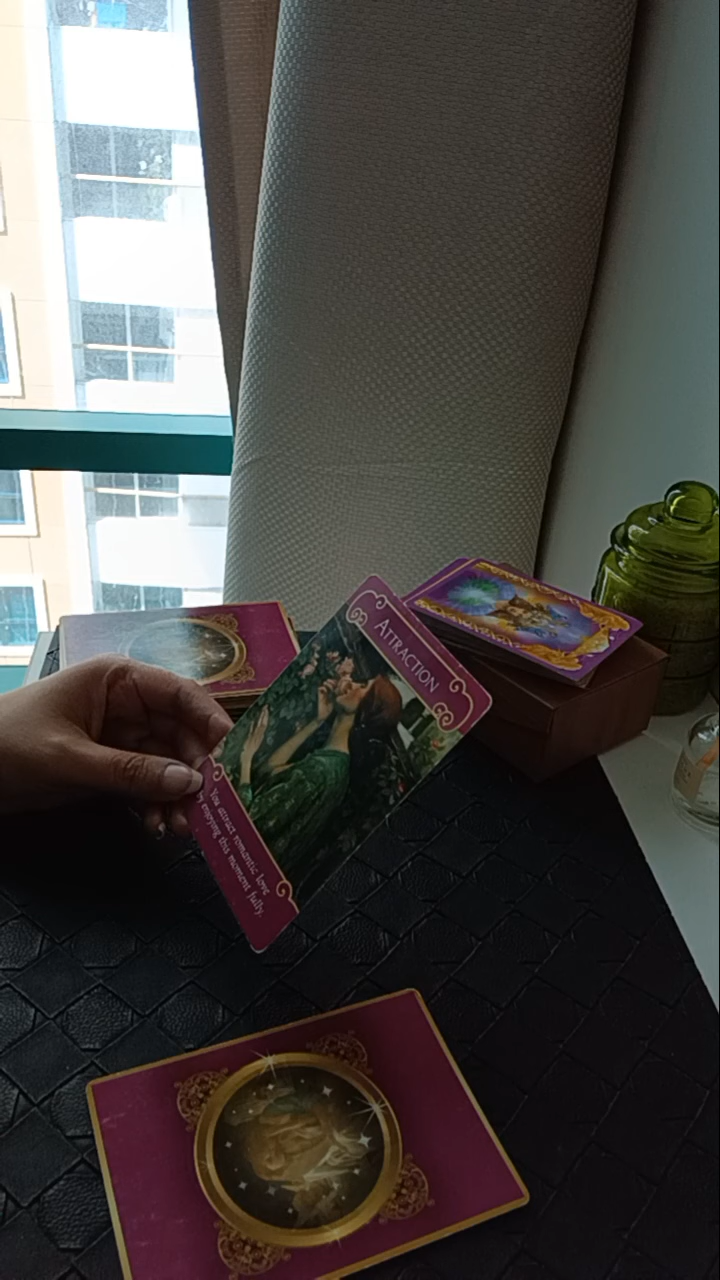 ATTRACTION
You attract romantic love
by enjoying this moment fully.